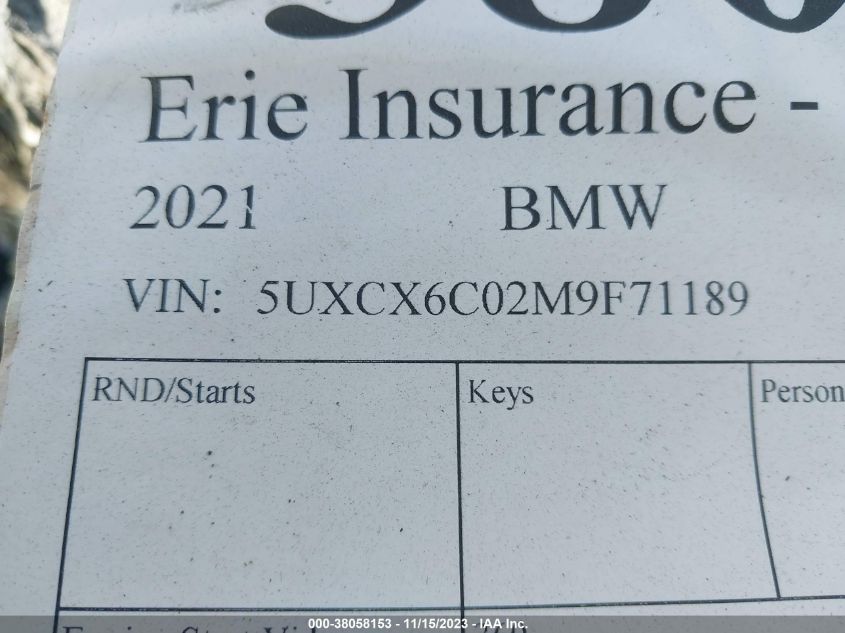 Erie Insurance -
2021 BMW
VIN: 5UXCX6C02M9F71189
RND/Starts Keys Person
000-38058153 - 11/15/2023 - IAA Inc.